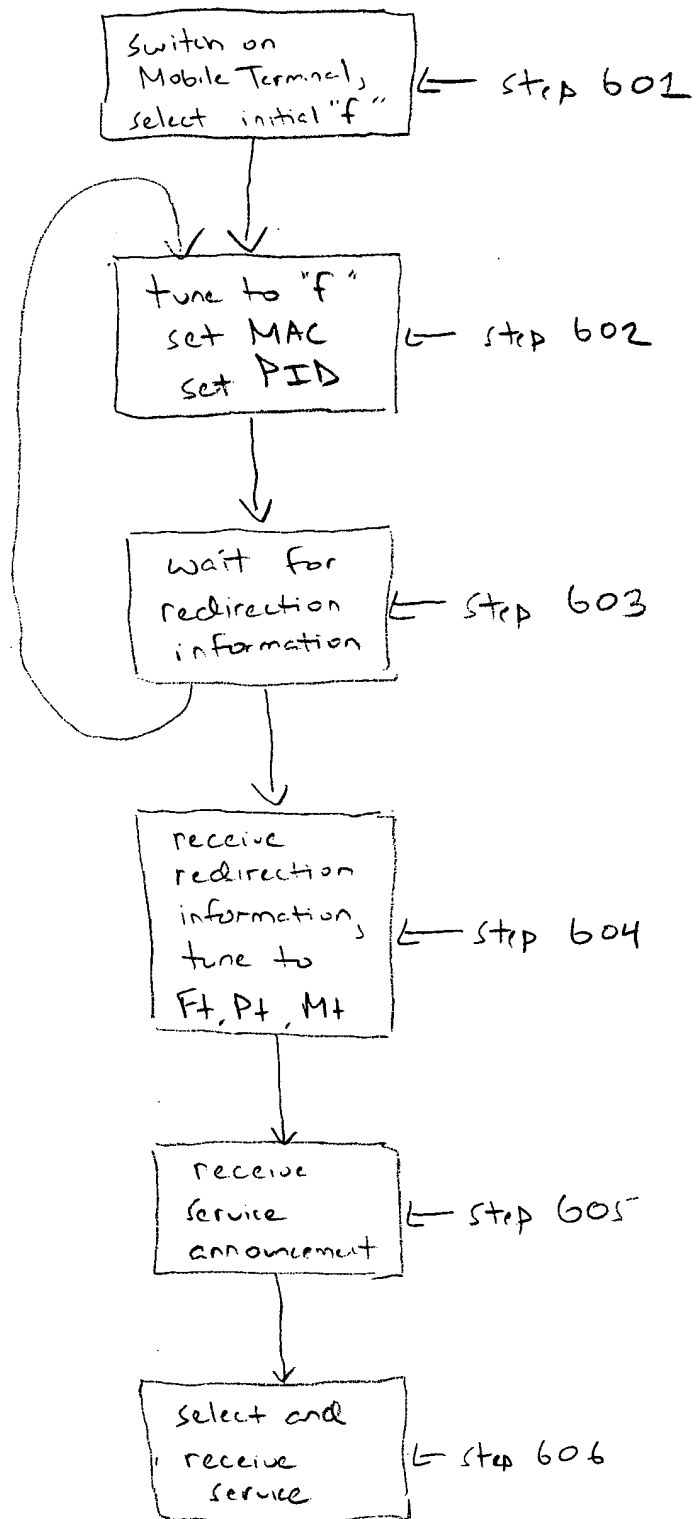 switch on
Mobile Terminal,
select initial "f"
step 601
tune to "f"
set MAC
set PID
step 602
wait for
redirection
information
step 603
receive
redirection
information,
tune to
Ft, Pt, Mt
step 604
receive
service
announcement
step 605
select and
receive
service
step 606